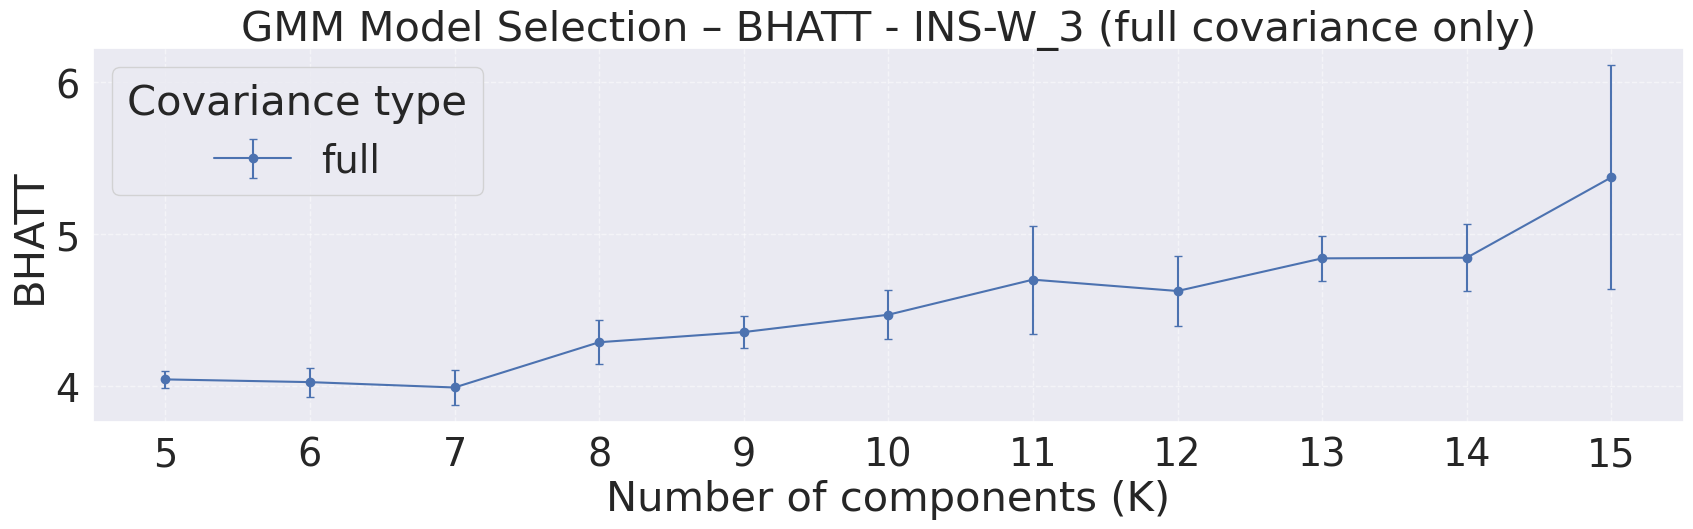 GMM Model Selection – BHATT - INS-W_3 (full covariance only)
Covariance type
full
BHATT
6
5
4
5 6 7 8 9 10 11 12 13 14 15
Number of components (K)